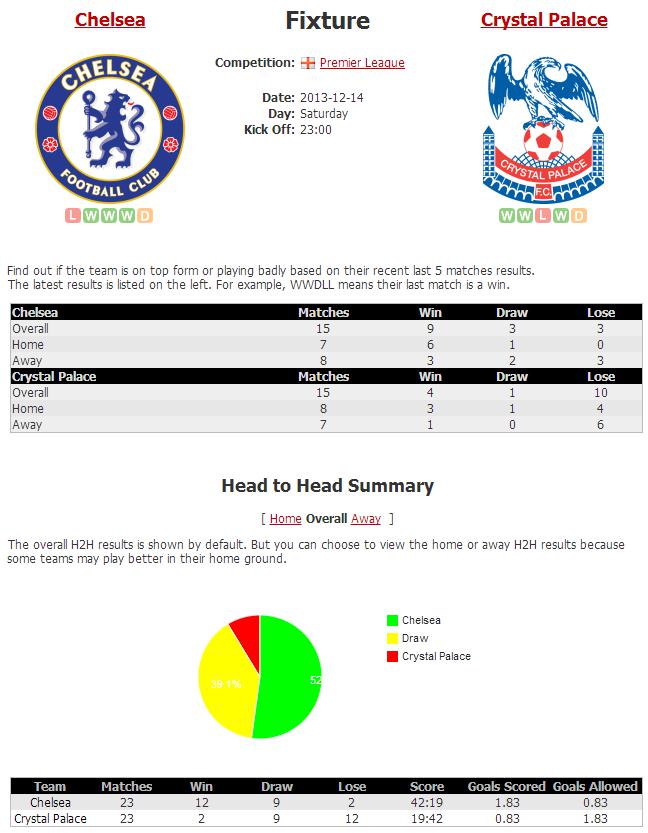 Chelsea
Fixture
Crystal Palace
Competition: Premier League
Date: 2013-12-14
Day: Saturday
Kick Off: 23:00
CHELSEA
FOOTBALL CLUB
CRYSTAL PALACE
F.C.
L W W W D
W W L W D
Find out if the team is on top form or playing badly based on their recent last 5 matches results.
The latest results is listed on the left. For example, WWDLL means their last match is a win.
Chelsea Matches Win Draw Lose
Overall 15 9 3 3
Home 7 6 1 0
Away 8 3 2 3
Crystal Palace Matches Win Draw Lose
Overall 15 4 1 10
Home 8 3 1 4
Away 7 1 0 6
Head to Head Summary
[ Home Overall Away ]
The overall H2H results is shown by default. But you can choose to view the home or away H2H results because
some teams may play better in their home ground.
39.1%
52
Chelsea
Draw
Crystal Palace
Team Matches Win Draw Lose Score Goals Scored Goals Allowed
Chelsea 23 12 9 2 42:19 1.83 0.83
Crystal Palace 23 2 9 12 19:42 0.83 1.83